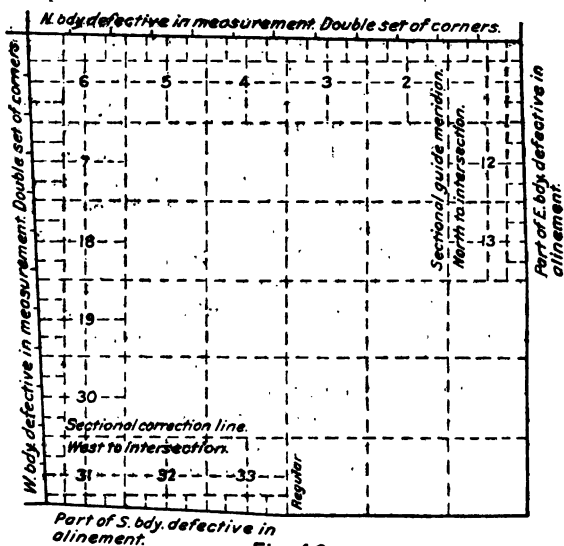 N. bdy. defective in measurement. Double set of corners.
W. bdy. defective in measurement. Double set of corners.
6 5 4 3 2
Sectional guide meridian.
North to intersection.
Part of E. bdy. defective in
alinement.
7
12
18
13
19
30
Sectional correction line.
West to intersection.
31 32 33
Regular
Part of S. bdy. defective in
alinement.